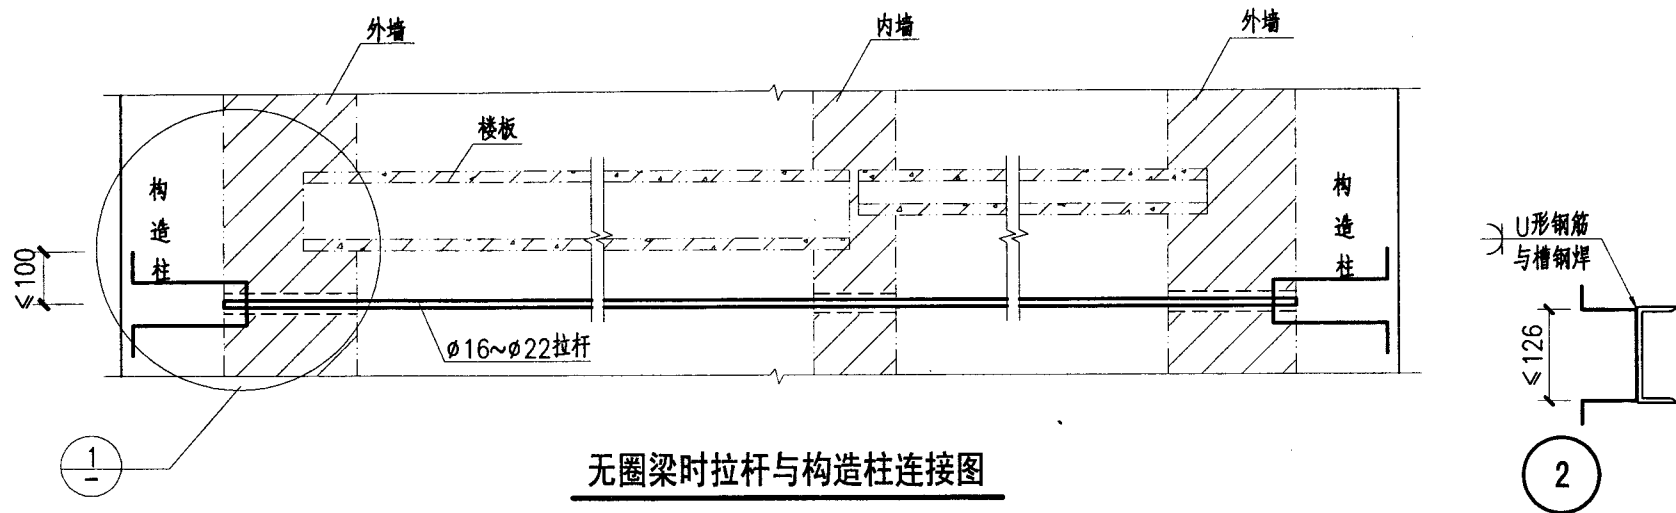 外墙
内墙
外墙
楼板
构造柱
构造柱
≤100
ø16~ø22拉杆
U形钢筋
与槽钢焊
≤126
1
-
无圈梁时拉杆与构造柱连接图
2